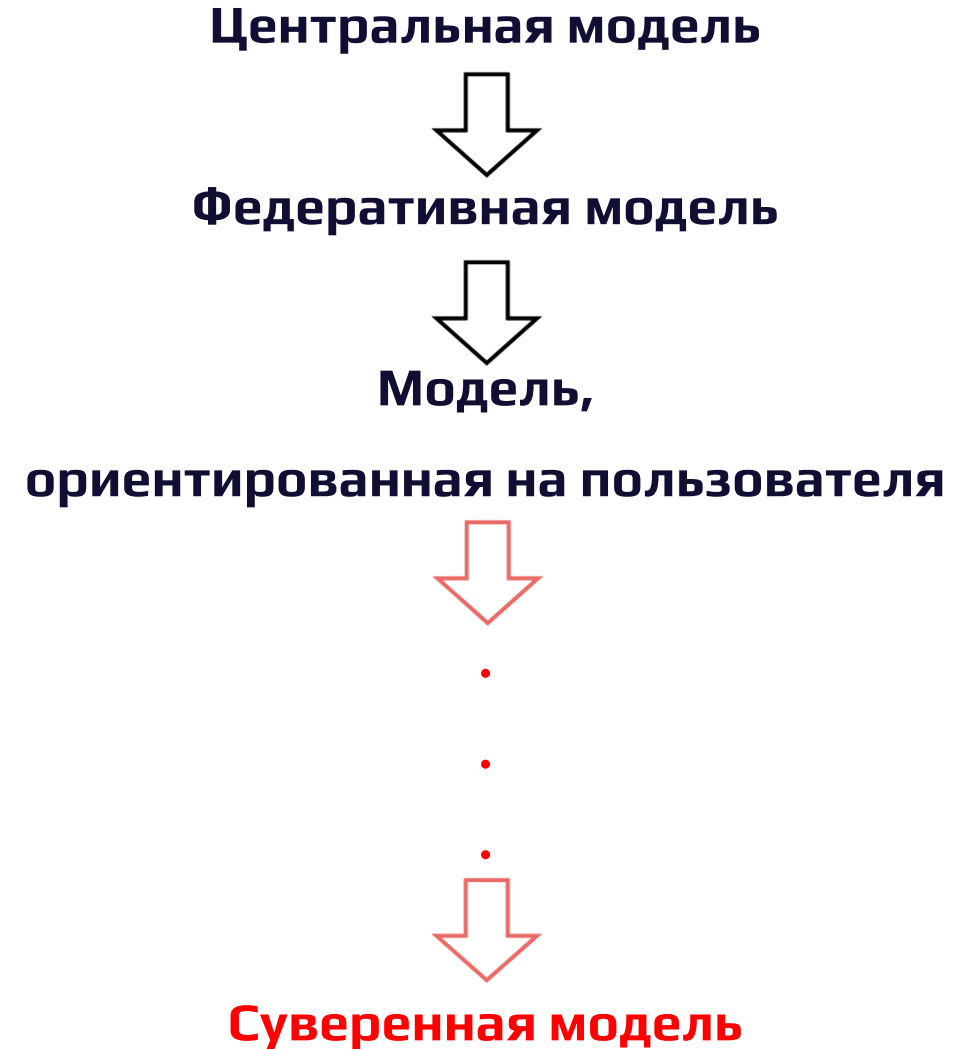 Центральная модель
Федеративная модель
Модель,
ориентированная на пользователя
.
.
.
Суверенная модель